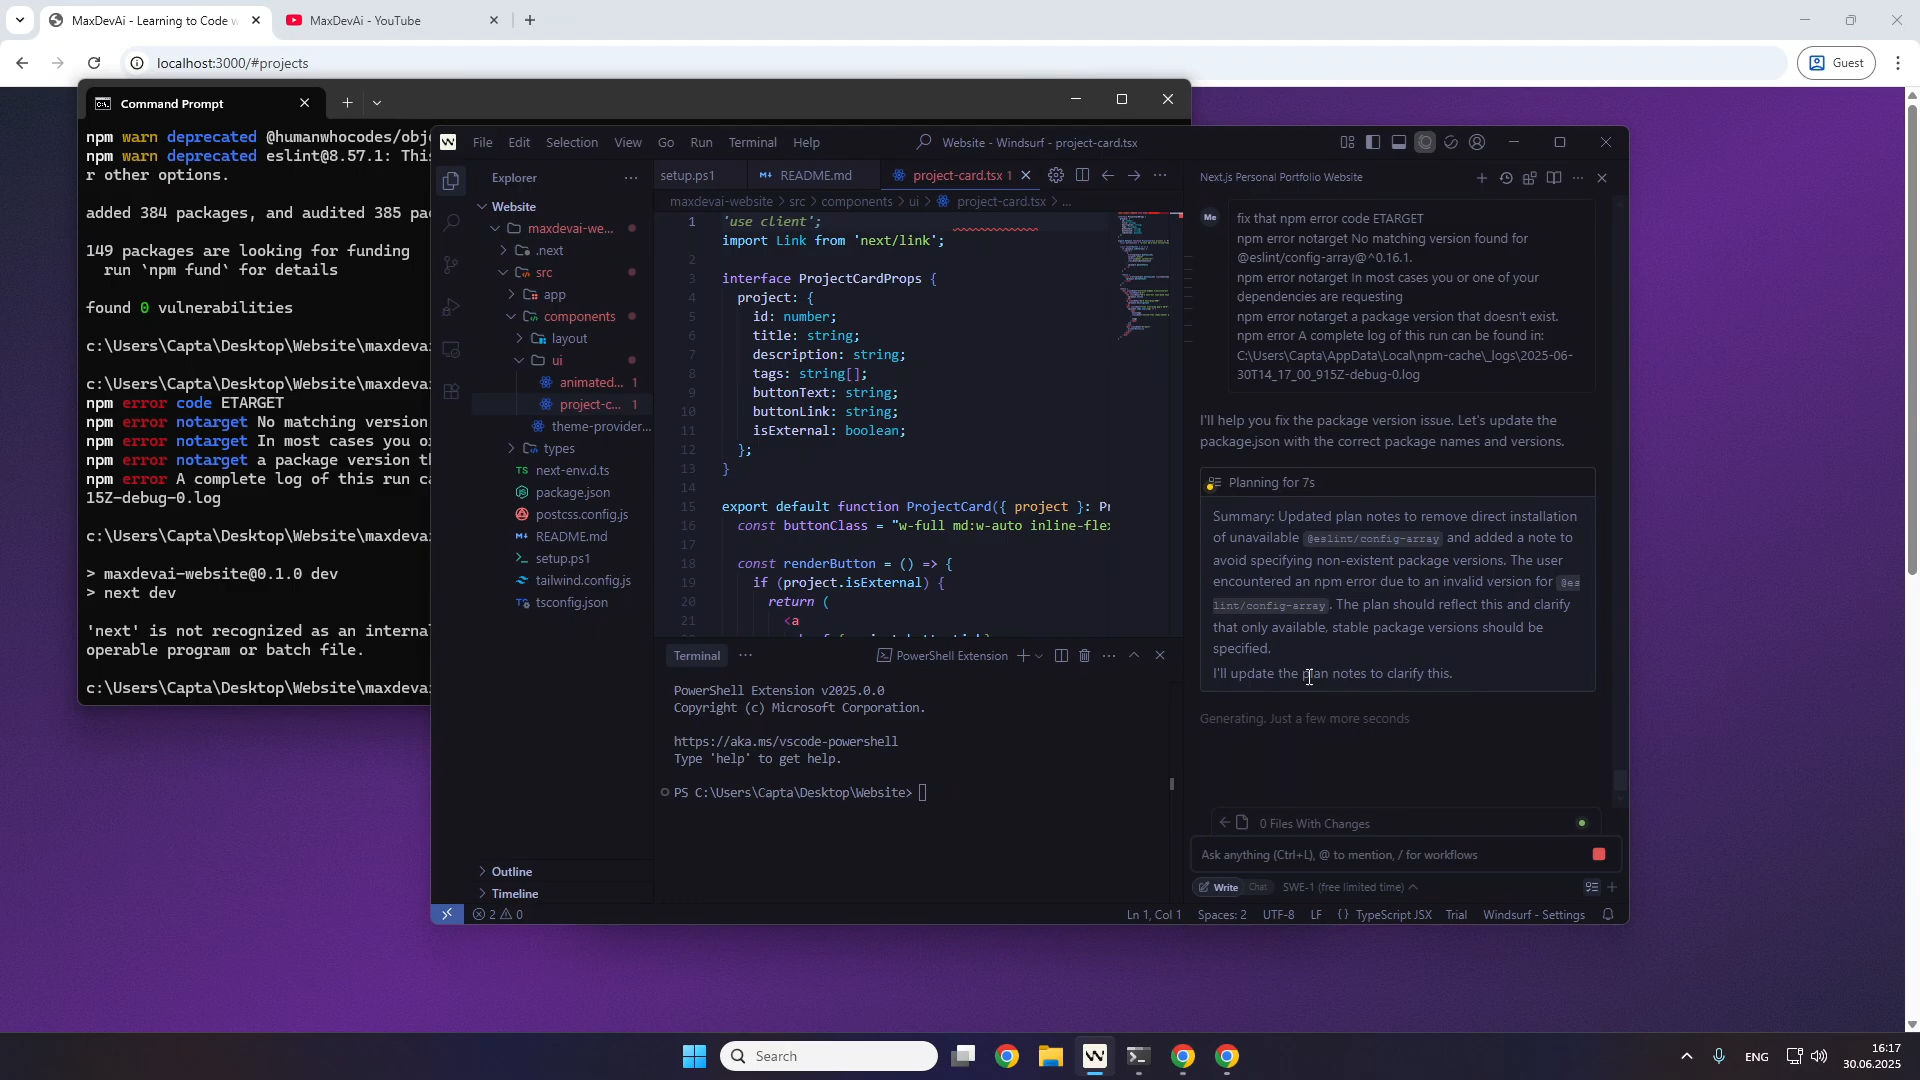 MaxDevAi - Learning to Code w
MaxDevAi - YouTube
localhost:3000/#projects
Guest
Command Prompt
npm warn deprecated @humanwhocodes/obj
npm warn deprecated eslint@8.57.1: This
r other options.
added 384 packages, and audited 385 pa
149 packages are looking for funding
run `npm fund` for details
found 0 vulnerabilities
c:\Users\Capta\Desktop\Website\maxdevai
c:\Users\Capta\Desktop\Website\maxdevai
npm error code ETARGET
npm error notarget No matching version
npm error notarget In most cases you o
npm error notarget a package version th
npm error A complete log of this run ca
15Z-debug-0.log
c:\Users\Capta\Desktop\Website\maxdevai
> maxdevai-website@0.1.0 dev
> next dev
'next' is not recognized as an interna
operable program or batch file.
c:\Users\Capta\Desktop\Website\maxdevai
File Edit Selection View Go Run Terminal Help
Website - Windsurf - project-card.tsx
Explorer
Website
maxdevai-we...
.next
src
app
components
layout
ui
animated... 1
project-c... 1
theme-provider...
types
TS next-env.d.ts
package.json
postcss.config.js
README.md
setup.ps1
tailwind.config.js
tsconfig.json
Outline
Timeline
setup.ps1
README.md
project-card.tsx 1
maxdevai-website > src > components > ui > project-card.tsx > ...
1 'use client';
import Link from 'next/link';
2
3 interface ProjectCardProps {
4 project: {
5 id: number;
6 title: string;
7 description: string;
8 tags: string[];
9 buttonText: string;
10 buttonLink: string;
11 isExternal: boolean;
12 };
13 }
14
15 export default function ProjectCard({ project }: Pr
16 const buttonClass = "w-full md:w-auto inline-flex
17
18 const renderButton = () => {
19 if (project.isExternal) {
20 return (
21 <a
Terminal
PowerShell Extension
PowerShell Extension v2025.0.0
Copyright (c) Microsoft Corporation.
https://aka.ms/vscode-powershell
Type 'help' to get help.
PS C:\Users\Capta\Desktop\Website>
Next.js Personal Portfolio Website
Me
fix that npm error code ETARGET
npm error notarget No matching version found for
@eslint/config-array@^0.16.1.
npm error notarget In most cases you or one of your
dependencies are requesting
npm error notarget a package version that doesn't exist.
npm error A complete log of this run can be found in:
C:\Users\Capta\AppData\Local\npm-cache\_logs\2025-06-
30T14_17_00_915Z-debug-0.log
I'll help you fix the package version issue. Let's update the
package.json with the correct package names and versions.
Planning for 7s
Summary: Updated plan notes to remove direct installation
of unavailable @eslint/config-array and added a note to
avoid specifying non-existent package versions. The user
encountered an npm error due to an invalid version for @es
lint/config-array. The plan should reflect this and clarify
that only available, stable package versions should be
specified.
I'll update the plan notes to clarify this.
Generating. Just a few more seconds
0 Files With Changes
Ask anything (Ctrl+L), @ to mention, / for workflows
Write Chat SWE-1 (free limited time)
2 0
Ln 1, Col 1 Spaces: 2 UTF-8 LF {} TypeScript JSX Trial Windsurf - Settings
Search
ENG
16:17
30.06.2025